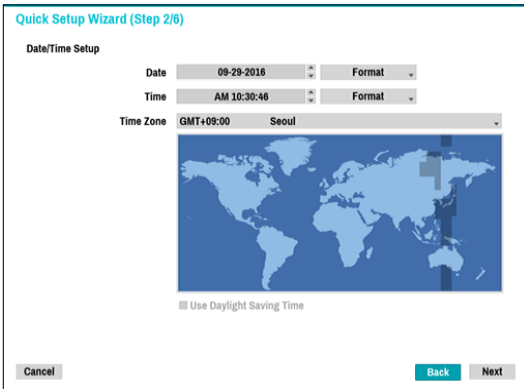 Quick Setup Wizard (Step 2/6)
Date/Time Setup
Date 09-29-2016 Format
Time AM 10:30:46 Format
Time Zone GMT+09:00 Seoul
Use Daylight Saving Time
Cancel Back Next